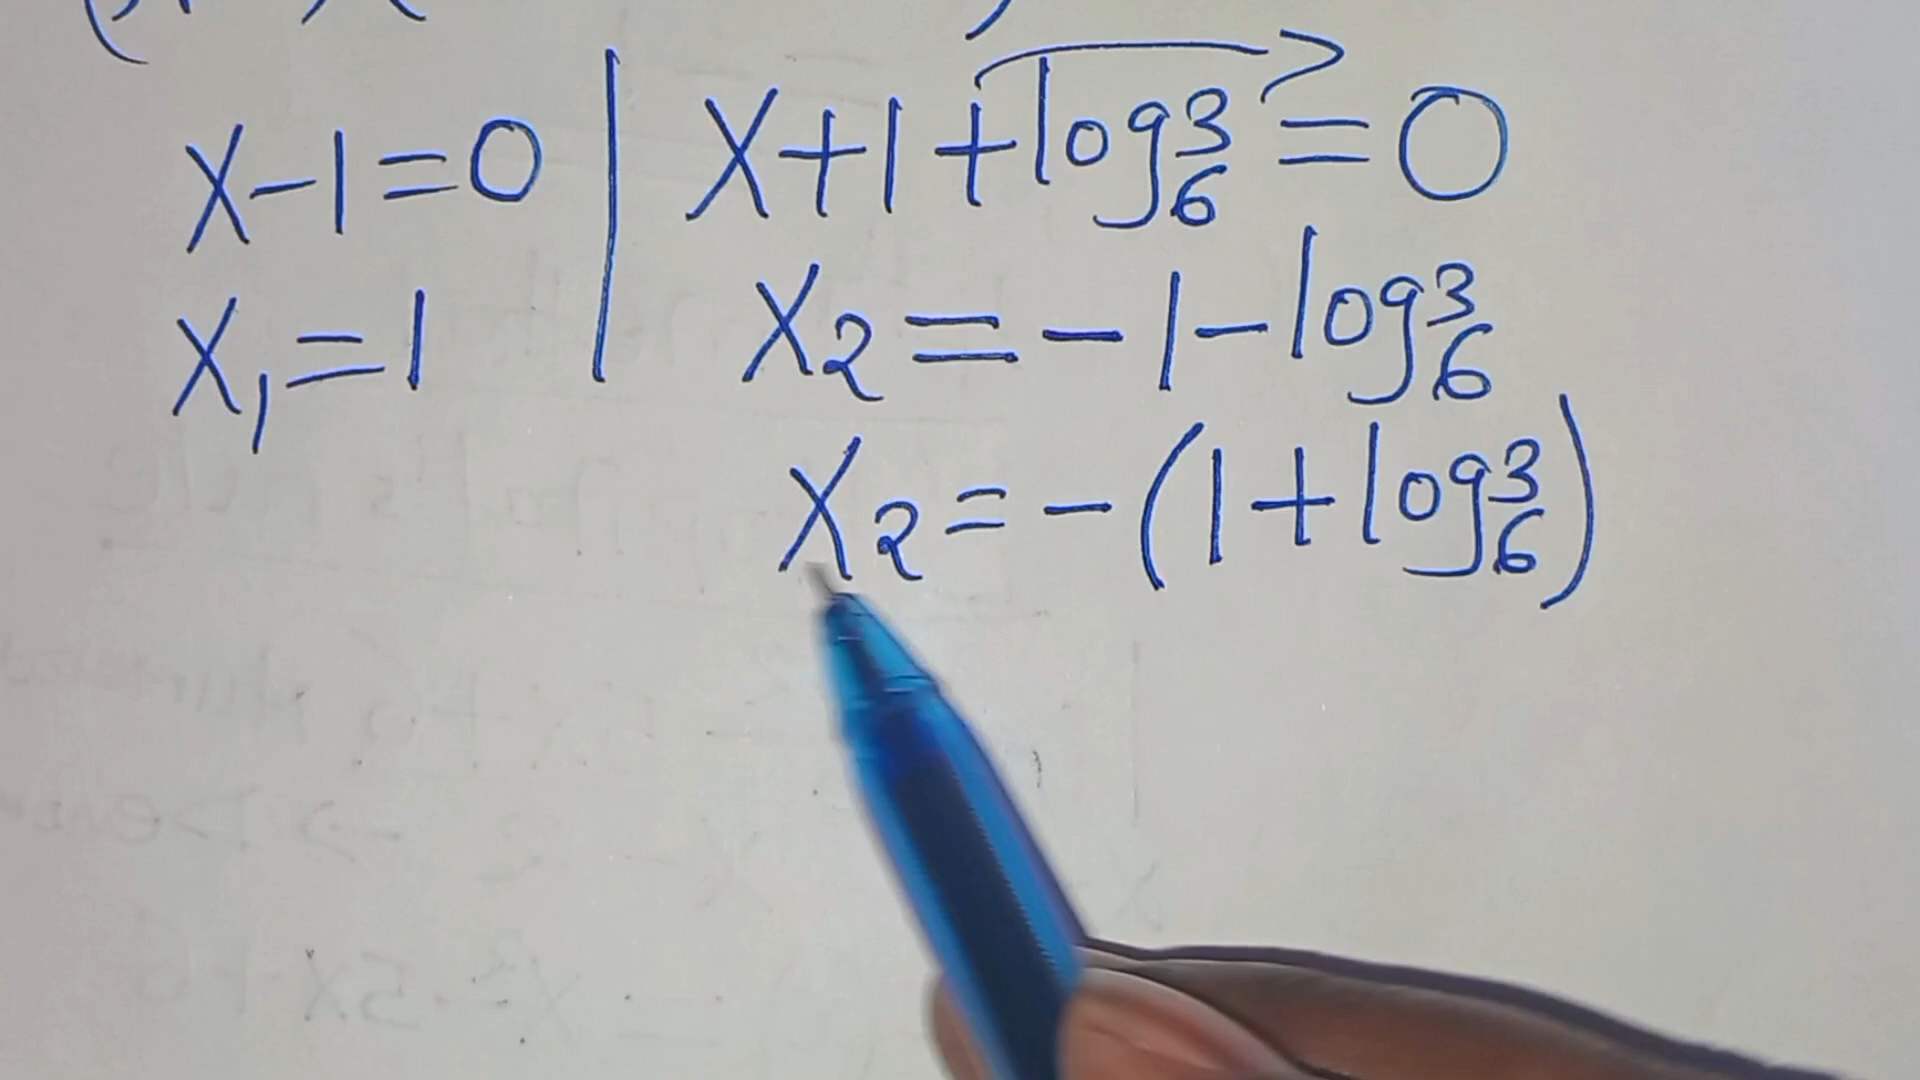 x-1=0 | x+1+log₆3=0
x₁=1
x₂=-1-log₆3
x₂=-(1+log₆3)